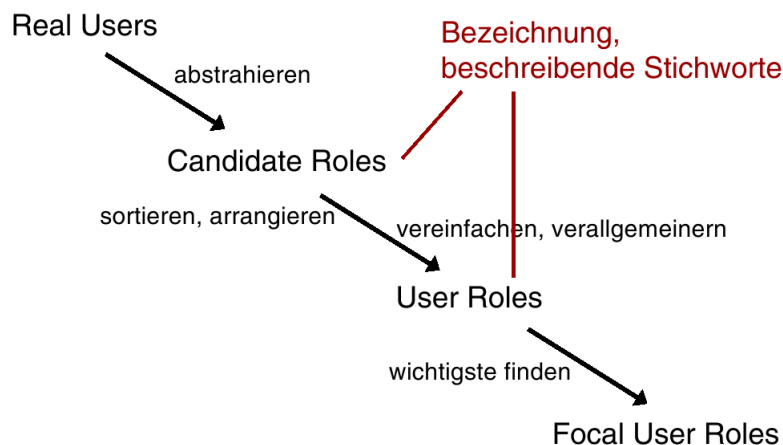 Real Users
Bezeichnung,
beschreibende Stichworte
abstrahieren
Candidate Roles
sortieren, arrangieren
vereinfachen, verallgemeinern
User Roles
wichtigste finden
Focal User Roles